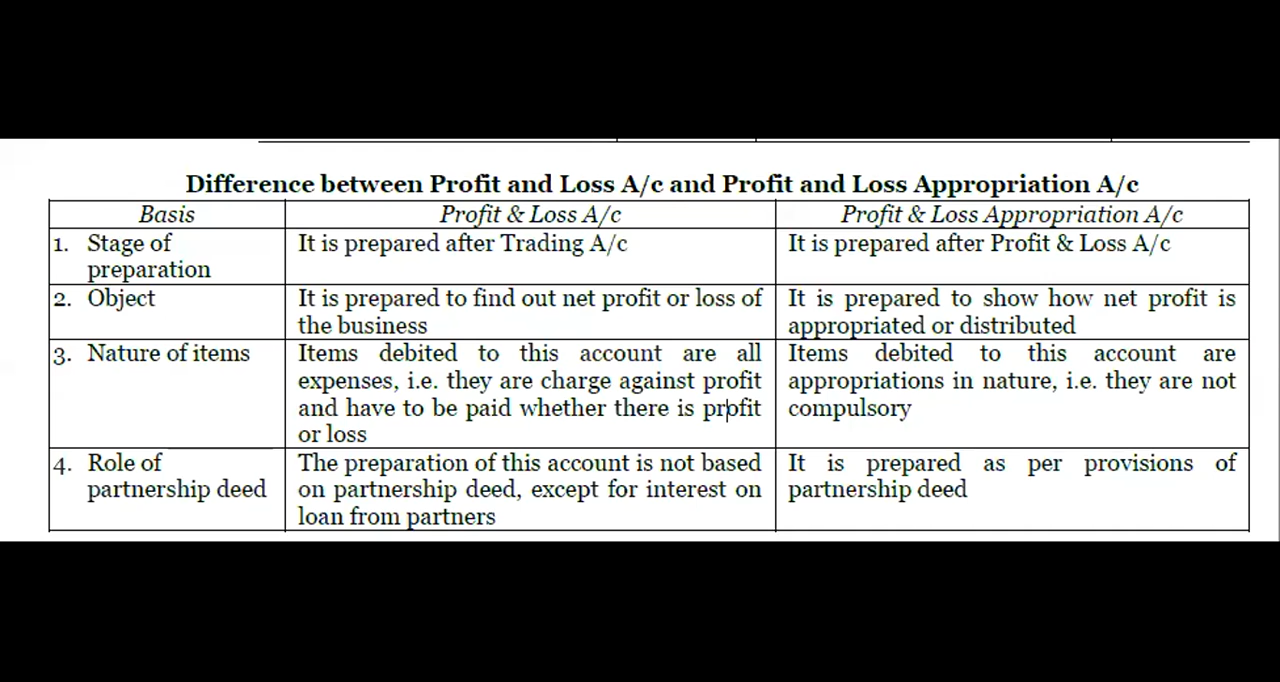 Difference between Profit and Loss A/c and Profit and Loss Appropriation A/c
Basis
Profit & Loss A/c
Profit & Loss Appropriation A/c
1. Stage of
preparation
It is prepared after Trading A/c
It is prepared after Profit & Loss A/c
2. Object
It is prepared to find out net profit or loss of
the business
It is prepared to show how net profit is
appropriated or distributed
3. Nature of items
Items debited to this account are all
expenses, i.e. they are charge against profit
and have to be paid whether there is profit
or loss
Items debited to this account are
appropriations in nature, i.e. they are not
compulsory
4. Role of
partnership deed
The preparation of this account is not based
on partnership deed, except for interest on
loan from partners
It is prepared as per provisions of
partnership deed